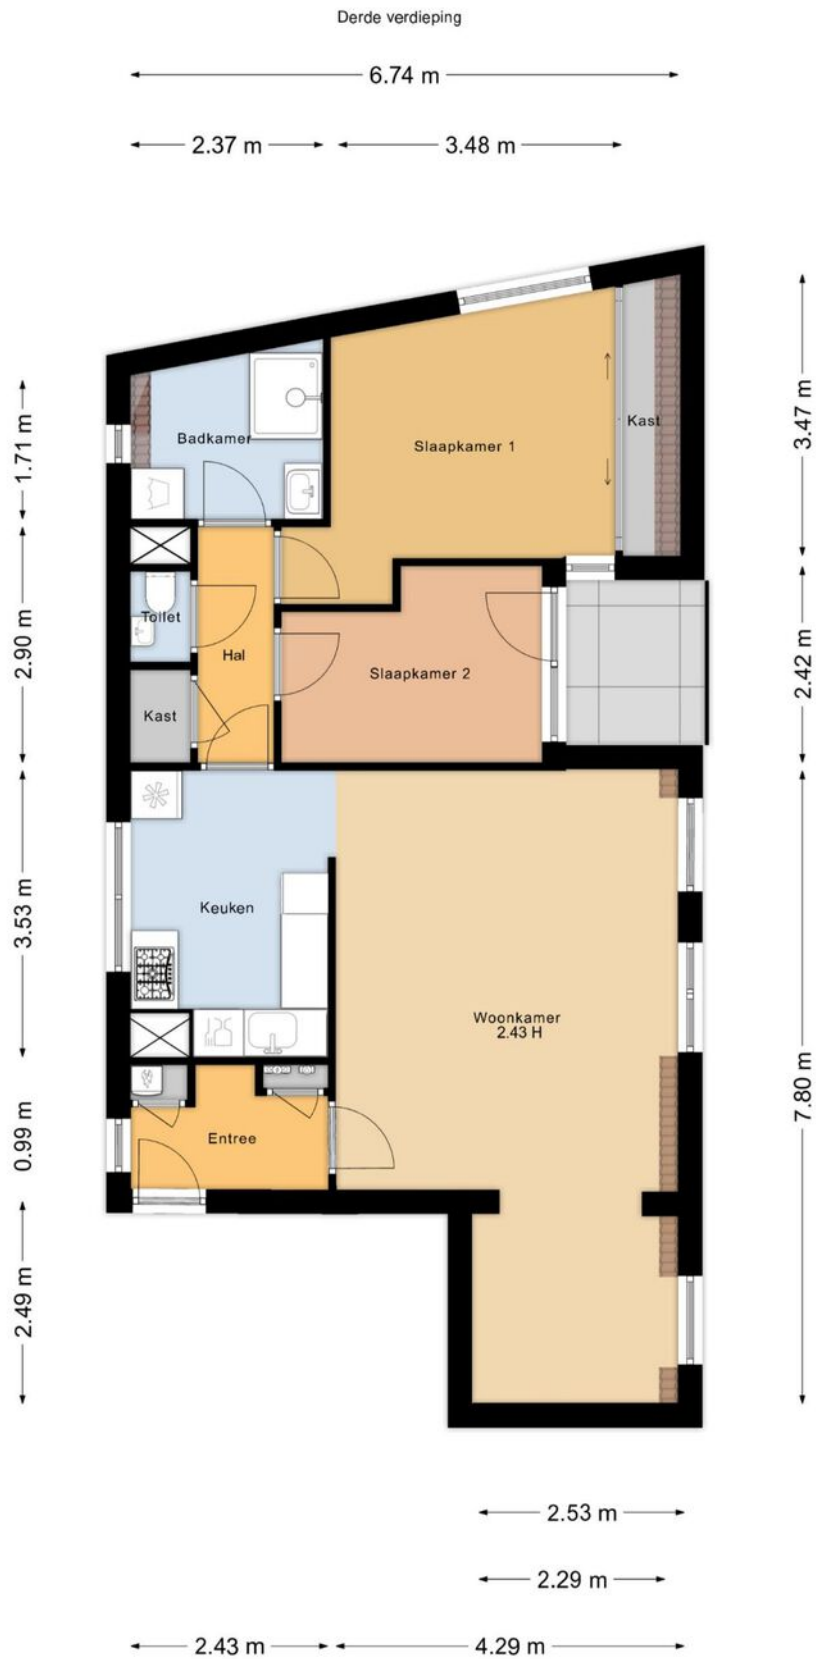 Derde verdieping
6.74 m
2.37 m
3.48 m
1.71 m
3.47 m
Badkamer
Slaapkamer 1
Kast
2.90 m
2.42 m
Toilet
Hal
Slaapkamer 2
Kast
3.53 m
Keuken
Woonkamer
2.43 H
7.80 m
0.99 m
Entree
2.49 m
2.53 m
2.29 m
2.43 m
4.29 m